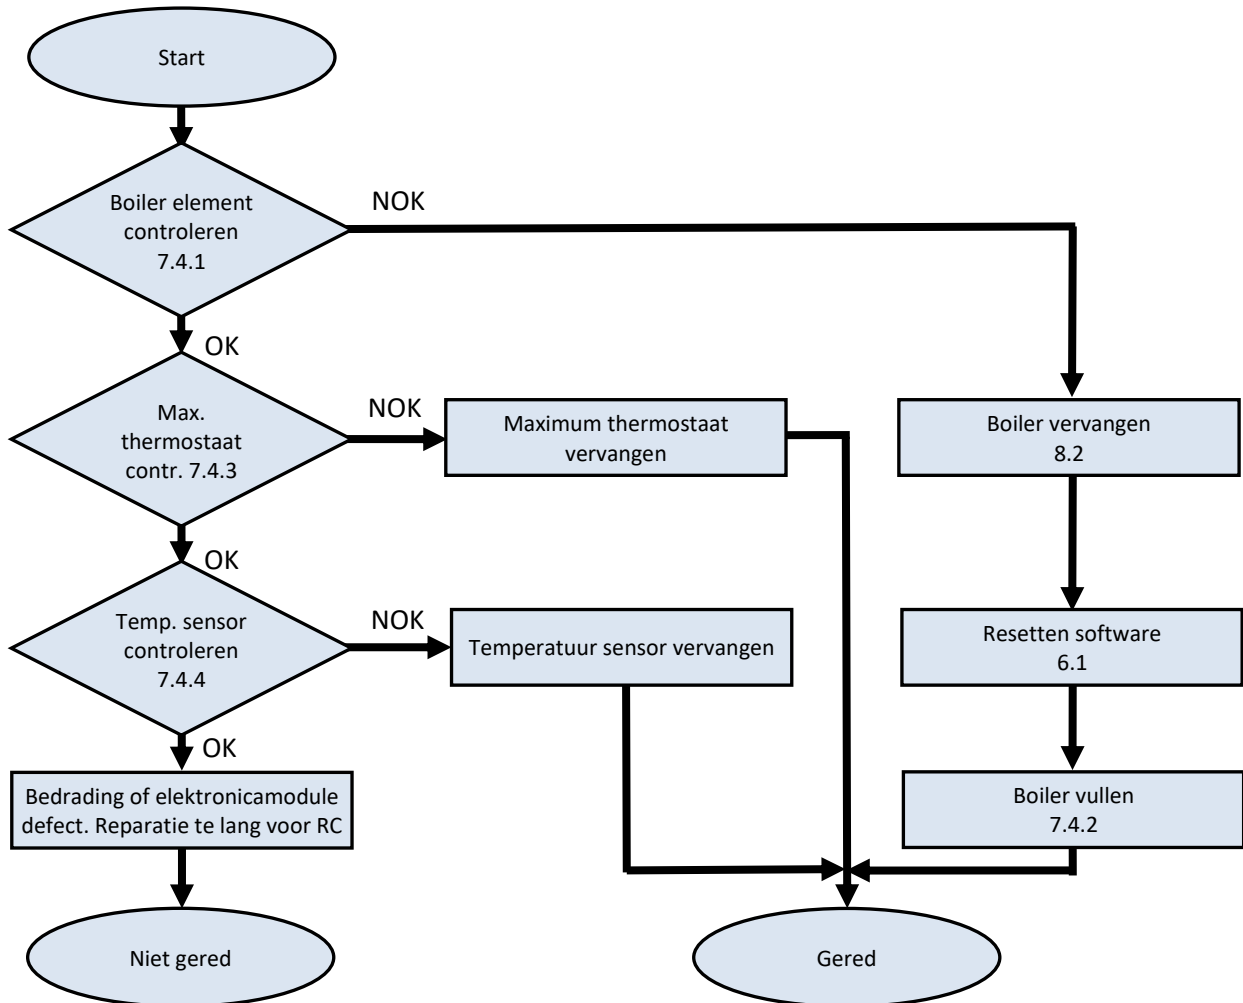 Start
Boiler element
controleren
7.4.1
NOK
OK
Max.
thermostaat
contr. 7.4.3
NOK
Maximum thermostaat
vervangen
Boiler vervangen
8.2
OK
Temp. sensor
controleren
7.4.4
NOK
Temperatuur sensor vervangen
Resetten software
6.1
OK
Bedrading of elektronicamodule
defect. Reparatie te lang voor RC
Boiler vullen
7.4.2
Niet gered
Gered